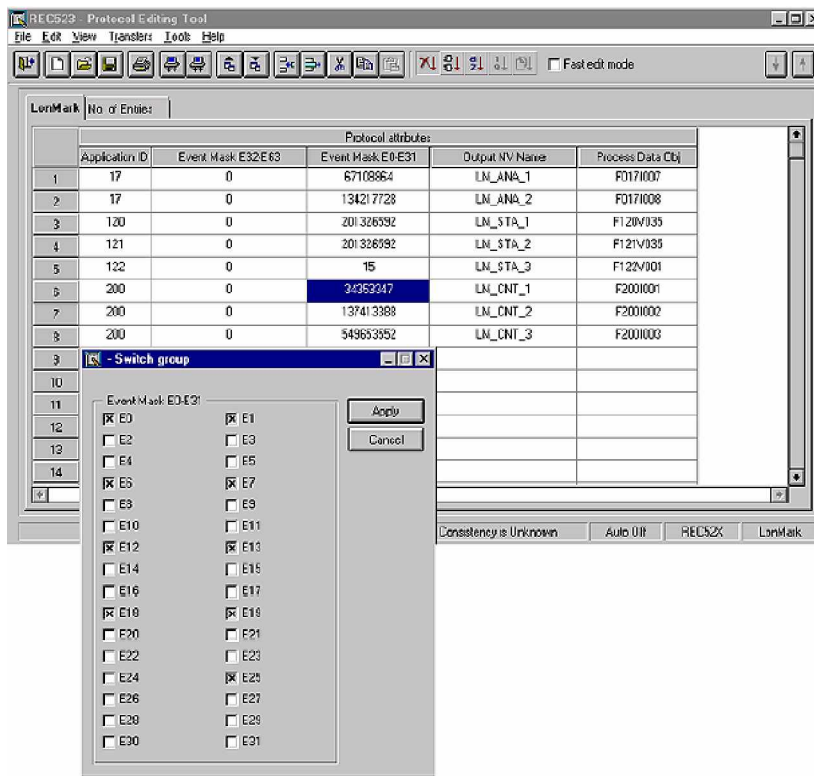 REC523 - Protocol Editing Tool
File Edit View Transfers Tools Help
Fast edit mode
LonMark No. of Entries
Protocol attributes
Application ID Event Mask E32-E63 Event Mask E0-E31 Output NV Name Process Data Obj
1 17 0 67108864 LN_ANA_1 F017I007
2 17 0 134217728 LN_ANA_2 F017I008
3 120 0 201326592 LN_STA_1 F120V035
4 121 0 201326592 LN_STA_2 F121V035
5 122 0 15 LN_STA_3 F122V001
6 200 0 34353347 LN_CNT_1 F200I001
7 200 0 137413388 LN_CNT_2 F200I002
8 200 0 549653552 LN_CNT_3 F200I003
9
10
11
12
13
14
- Switch group
Event Mask E0-E31
E0 E1
E2 E3
E4 E5
E6 E7
E8 E9
E10 E11
E12 E13
E14 E15
E16 E17
E18 E19
E20 E21
E22 E23
E24 E25
E26 E27
E28 E29
E30 E31
Apply
Cancel
Consistency is Unknown Auto Off REC52X LonMark